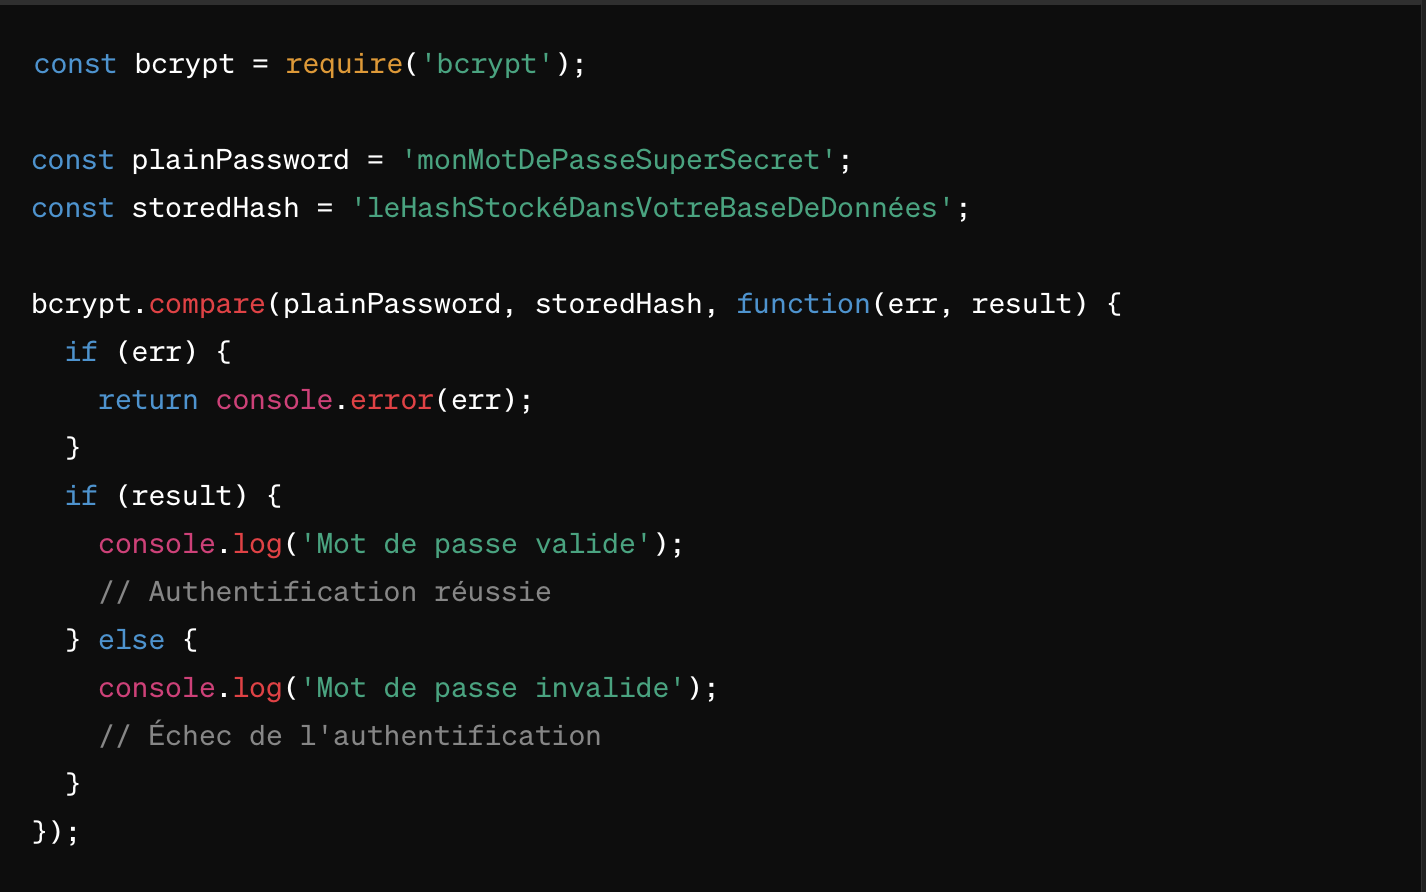 const bcrypt = require('bcrypt');
const plainPassword = 'monMotDePasseSuperSecret';
const storedHash = 'leHashStockéDansVotreBaseDeDonnées';
bcrypt.compare(plainPassword, storedHash, function(err, result) {
  if (err) {
    return console.error(err);
  }
  if (result) {
    console.log('Mot de passe valide');
    // Authentification réussie
  } else {
    console.log('Mot de passe invalide');
    // Échec de l'authentification
  }
});